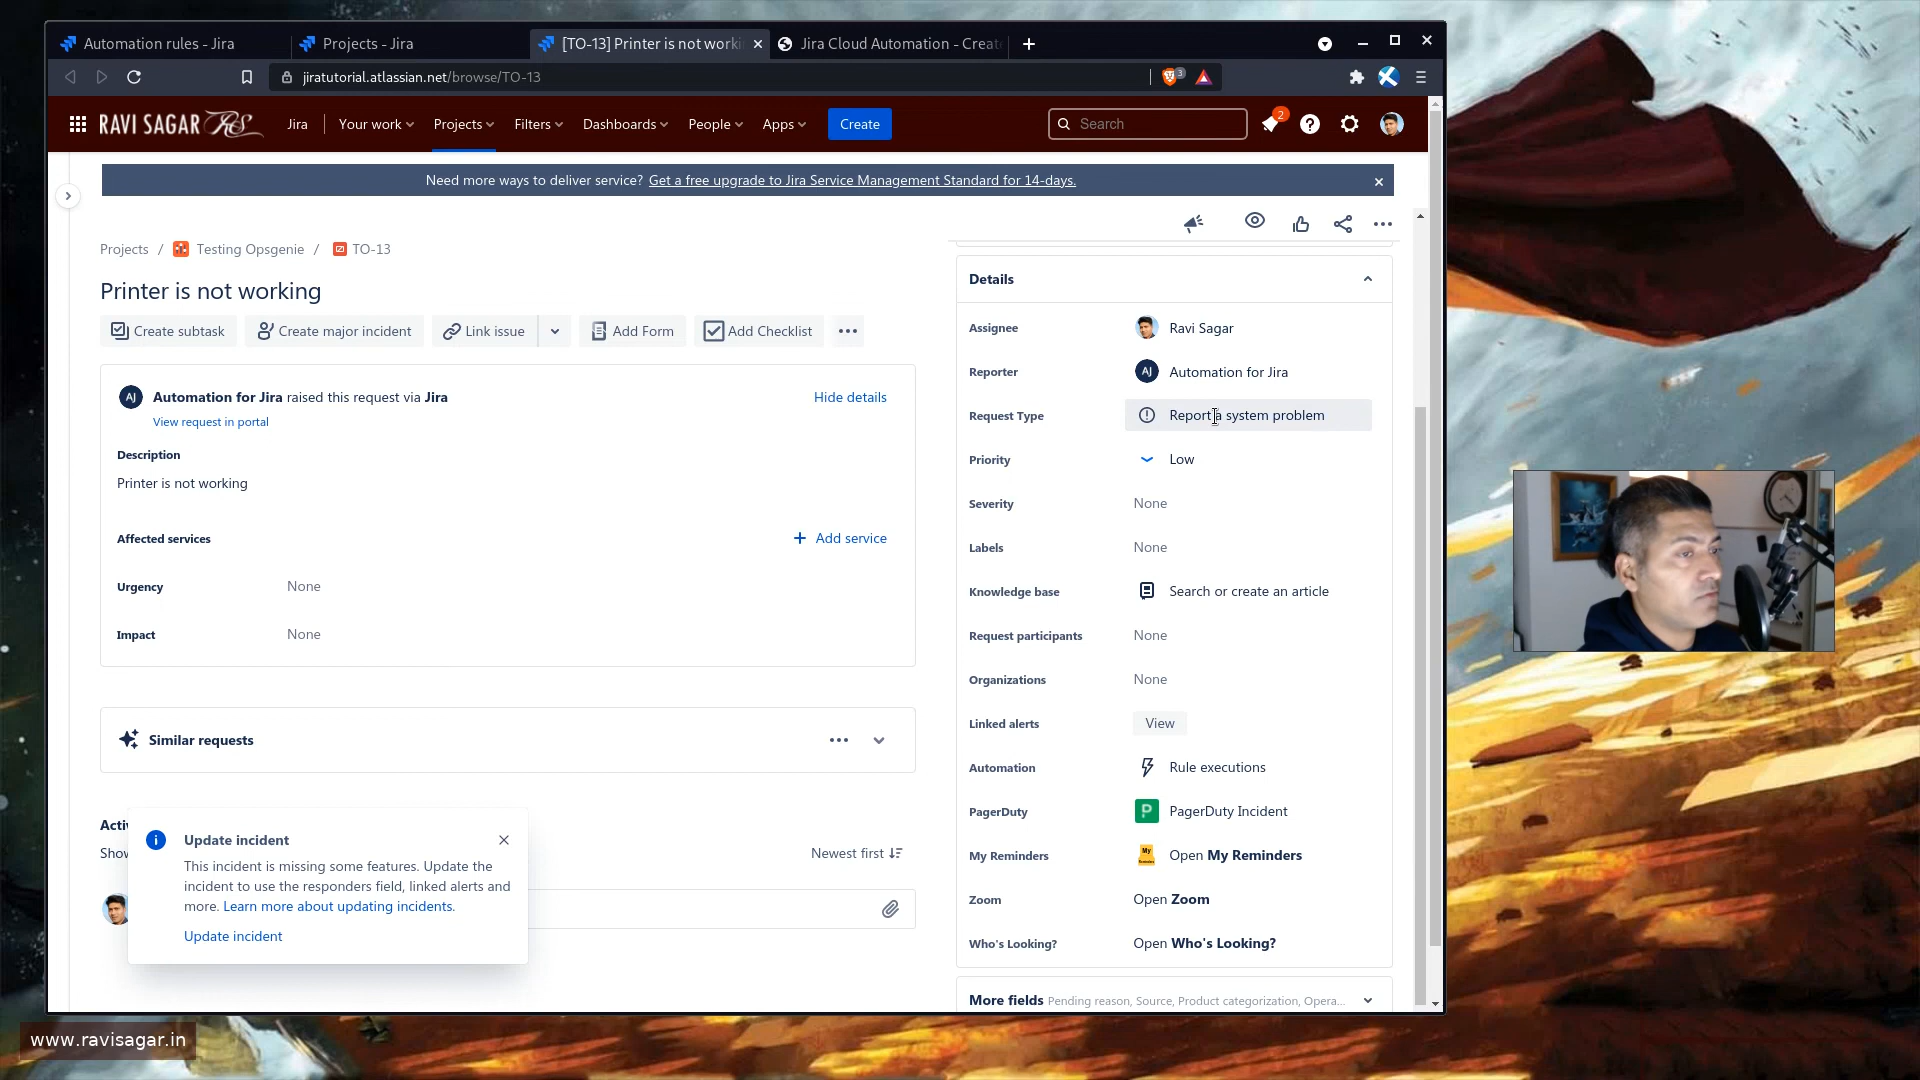 Automation rules - Jira
Projects - Jira
[TO-13] Printer is not worki
Jira Cloud Automation - Creat
jiratutorial.atlassian.net/browse/TO-13
3
RAVI SAGAR RS
Jira
Your work
Projects
Filters
Dashboards
People
Apps
Create
Search
2
Need more ways to deliver service? Get a free upgrade to Jira Service Management Standard for 14-days.
Projects / Testing Opsgenie / TO-13
Printer is not working
Create subtask
Create major incident
Link issue
Add Form
Add Checklist
AJ Automation for Jira raised this request via Jira
Hide details
View request in portal
Description
Printer is not working
Affected services
Add service
Urgency None
Impact None
Similar requests
Acti
Show
Newest first
Update incident
This incident is missing some features. Update the
incident to use the responders field, linked alerts and
more. Learn more about updating incidents.
Update incident
Details
Assignee Ravi Sagar
Reporter AJ Automation for Jira
Request Type Report a system problem
Priority Low
Severity None
Labels None
Knowledge base Search or create an article
Request participants None
Organizations None
Linked alerts View
Automation Rule executions
PagerDuty P PagerDuty Incident
My Reminders Open My Reminders
Zoom Open Zoom
Who's Looking? Open Who's Looking?
More fields Pending reason, Source, Product categorization, Opera...
www.ravisagar.in